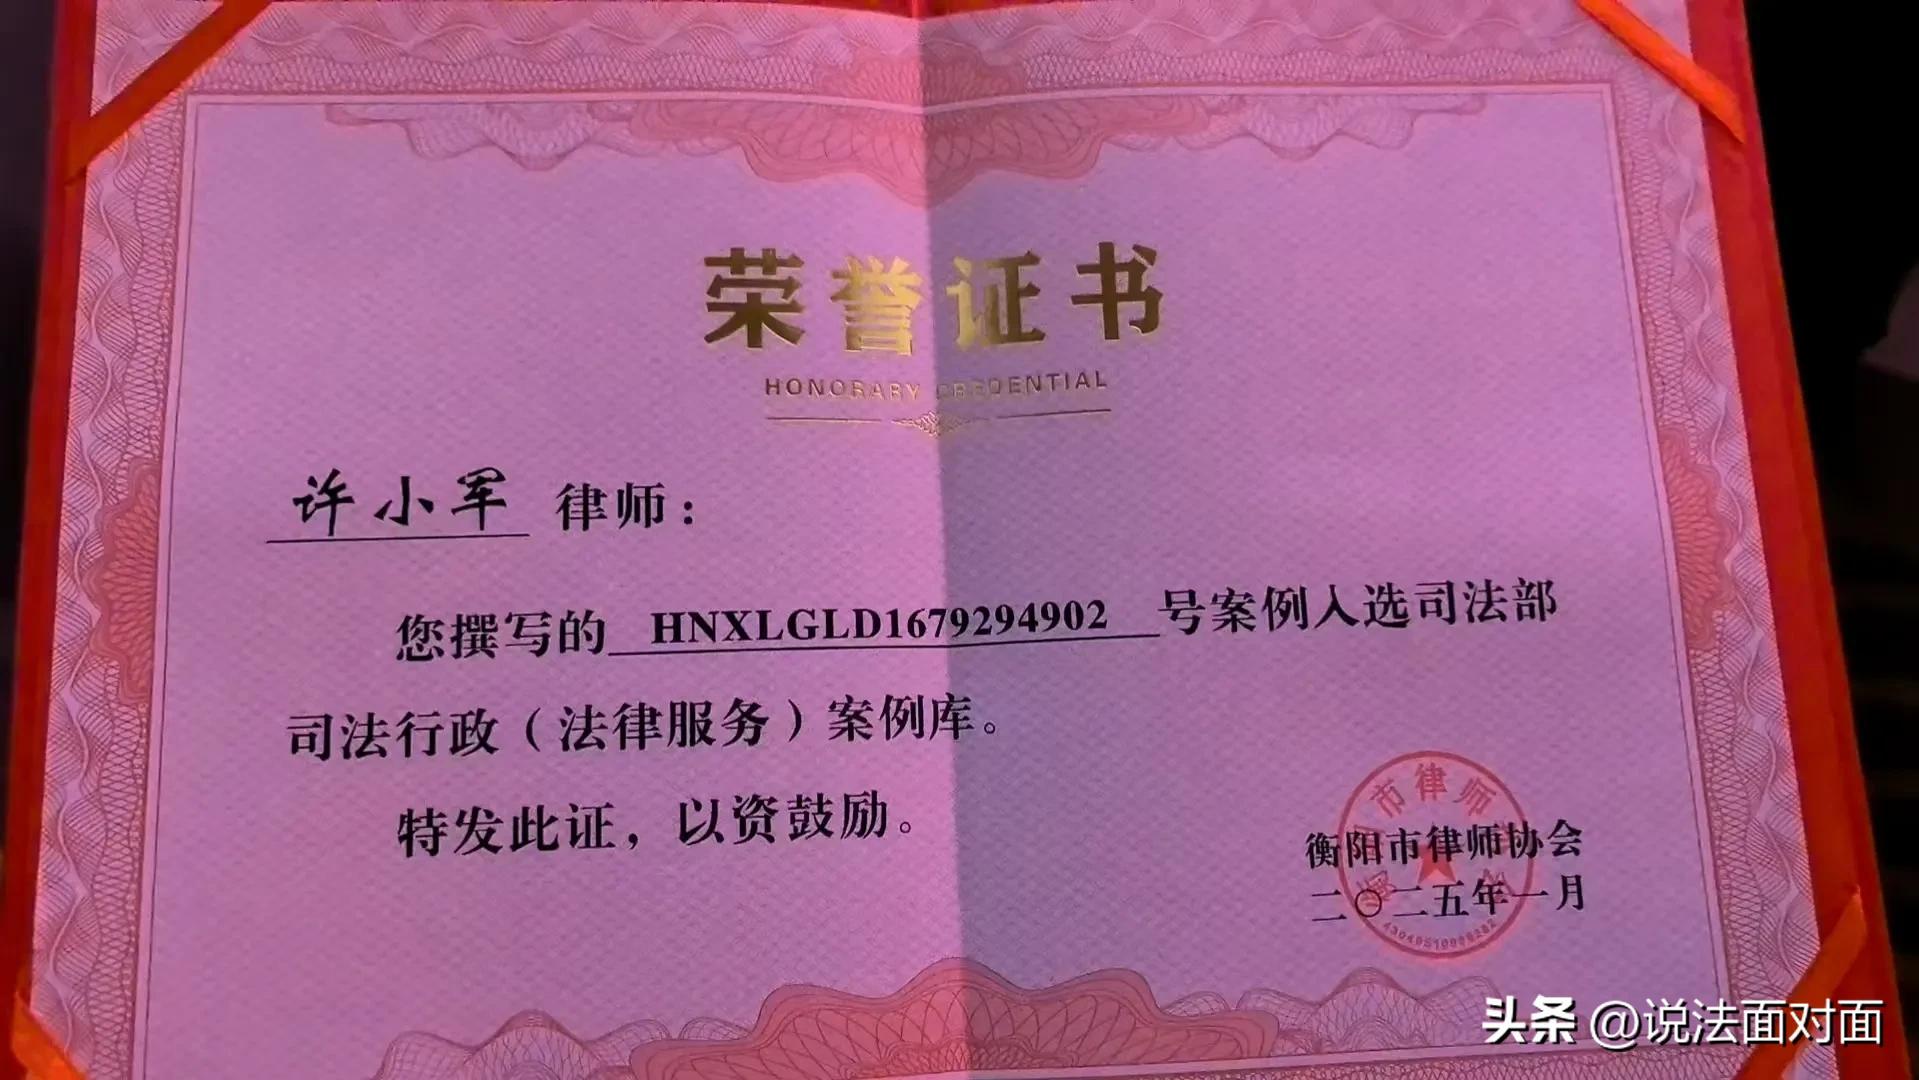 荣誉证书
HONORARY CREDENTIAL
许小军 律师：
您撰写的 HNXLGLD1679294902 号案例入选司法部
司法行政（法律服务）案例库。
特发此证，以资鼓励。
市律师
衡阳市律师协会
二〇二五年一月
头条 @说法面对面